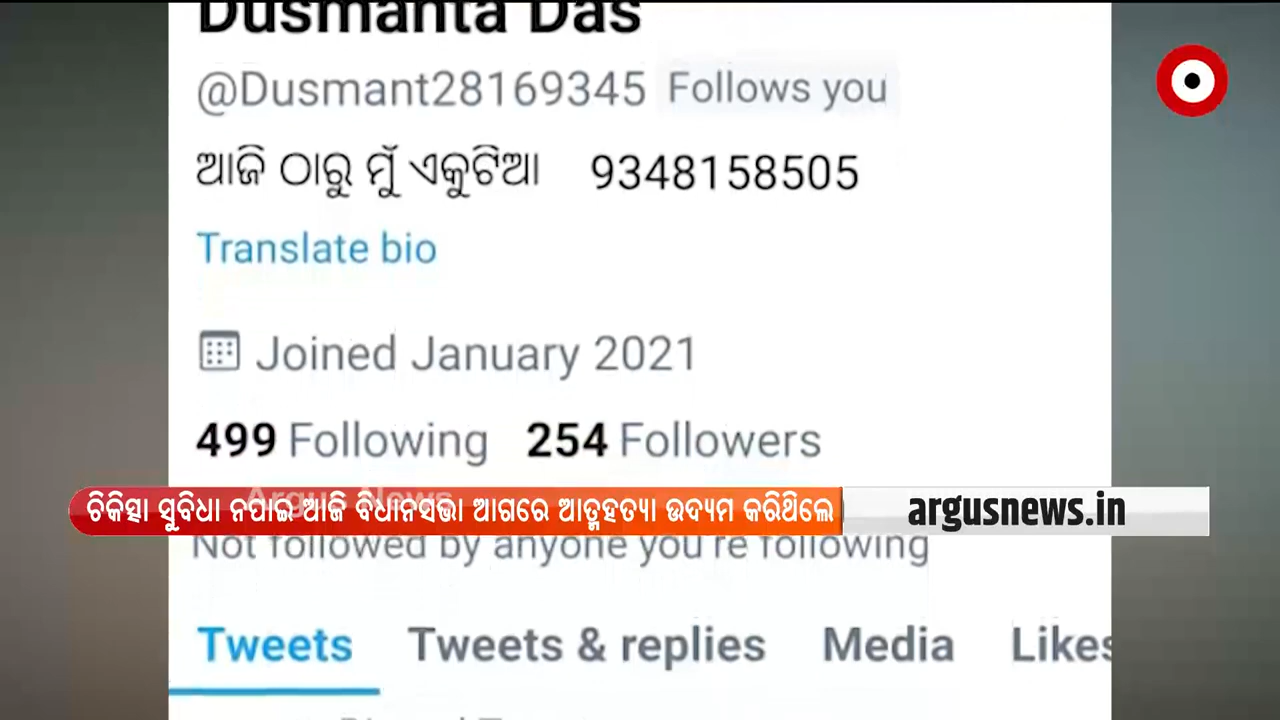 Dusmanta Das
@Dusmant28169345 Follows you
ଆଜି ଠାରୁ ମୁଁ ଏକୁଟିଆ 9348158505
Translate bio
Joined January 2021
499 Following 254 Followers
Argus News
ଚିକିତ୍ସା ସୁବିଧା ନପାଇ ଆଜି ବିଧାନସଭା ଆଗରେ ଆତ୍ମହତ୍ୟା ଉଦ୍ୟମ କରିଥିଲେ argusnews.in
Not followed by anyone you're following
Tweets Tweets & replies Media Likes